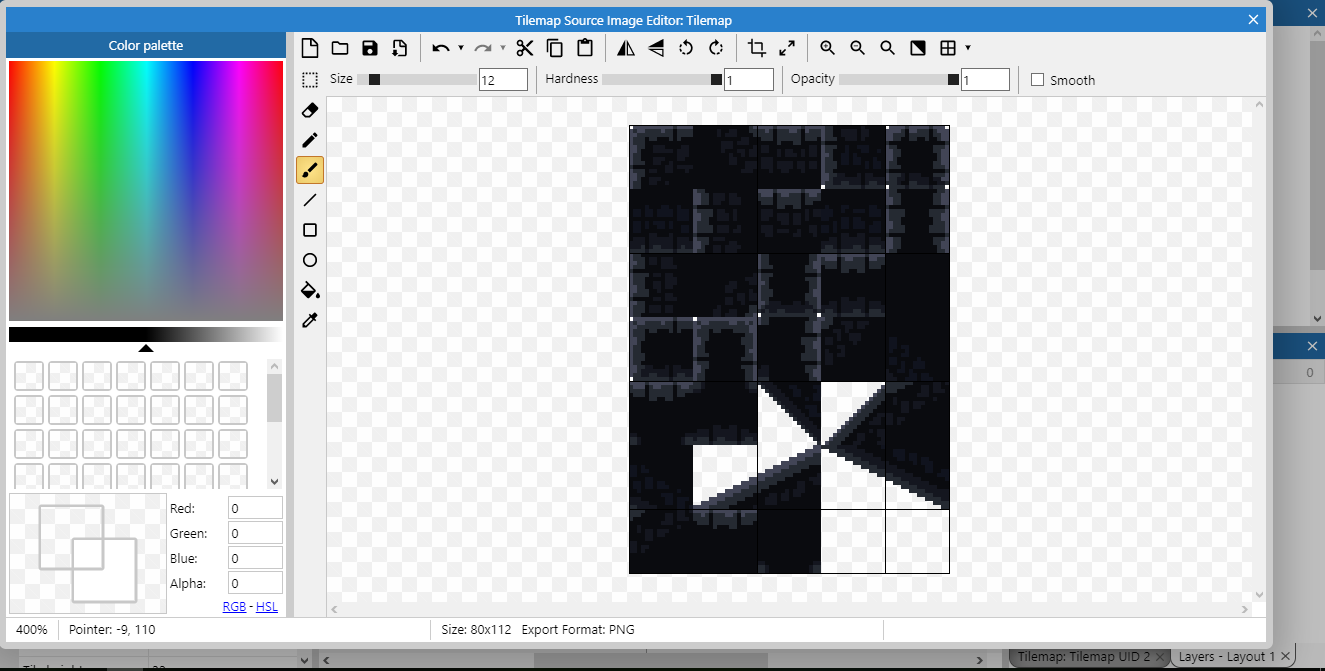 Tilemap Source Image Editor: Tilemap
Color palette
Size 12 Hardness 1 Opacity 1 Smooth
0
Red: 0
Green: 0
Blue: 0
Alpha: 0
RGB - HSL
400% Pointer: -9, 110 Size: 80x112 Export Format: PNG
Tilemap: Tilemap UID 2 Layers - Layout 1